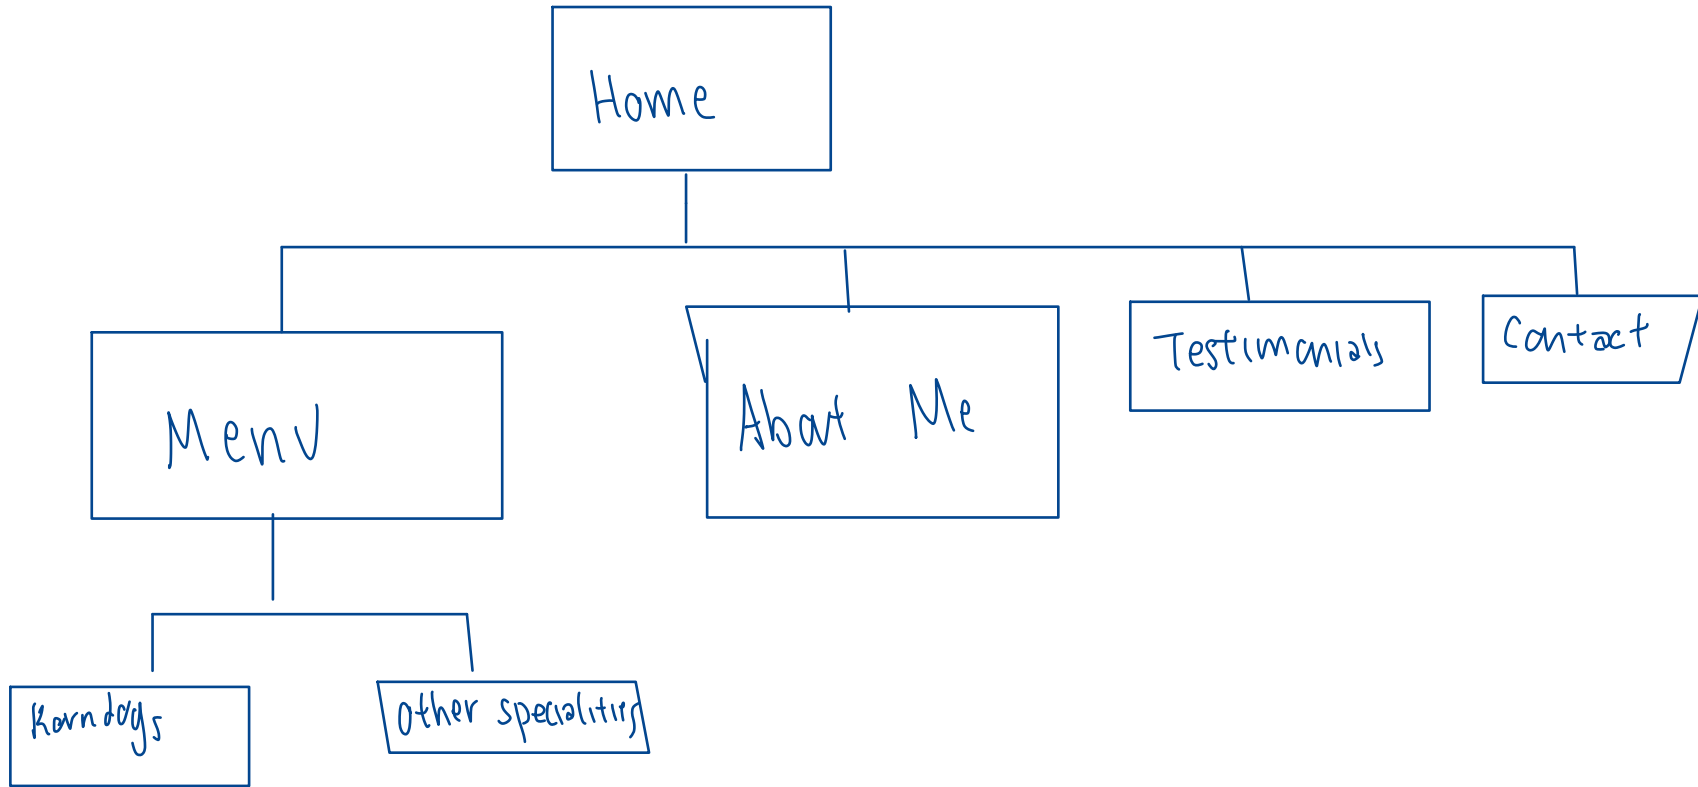 Home
Menu
About Me
Testimonials
Contact
Korndogs
other specialities